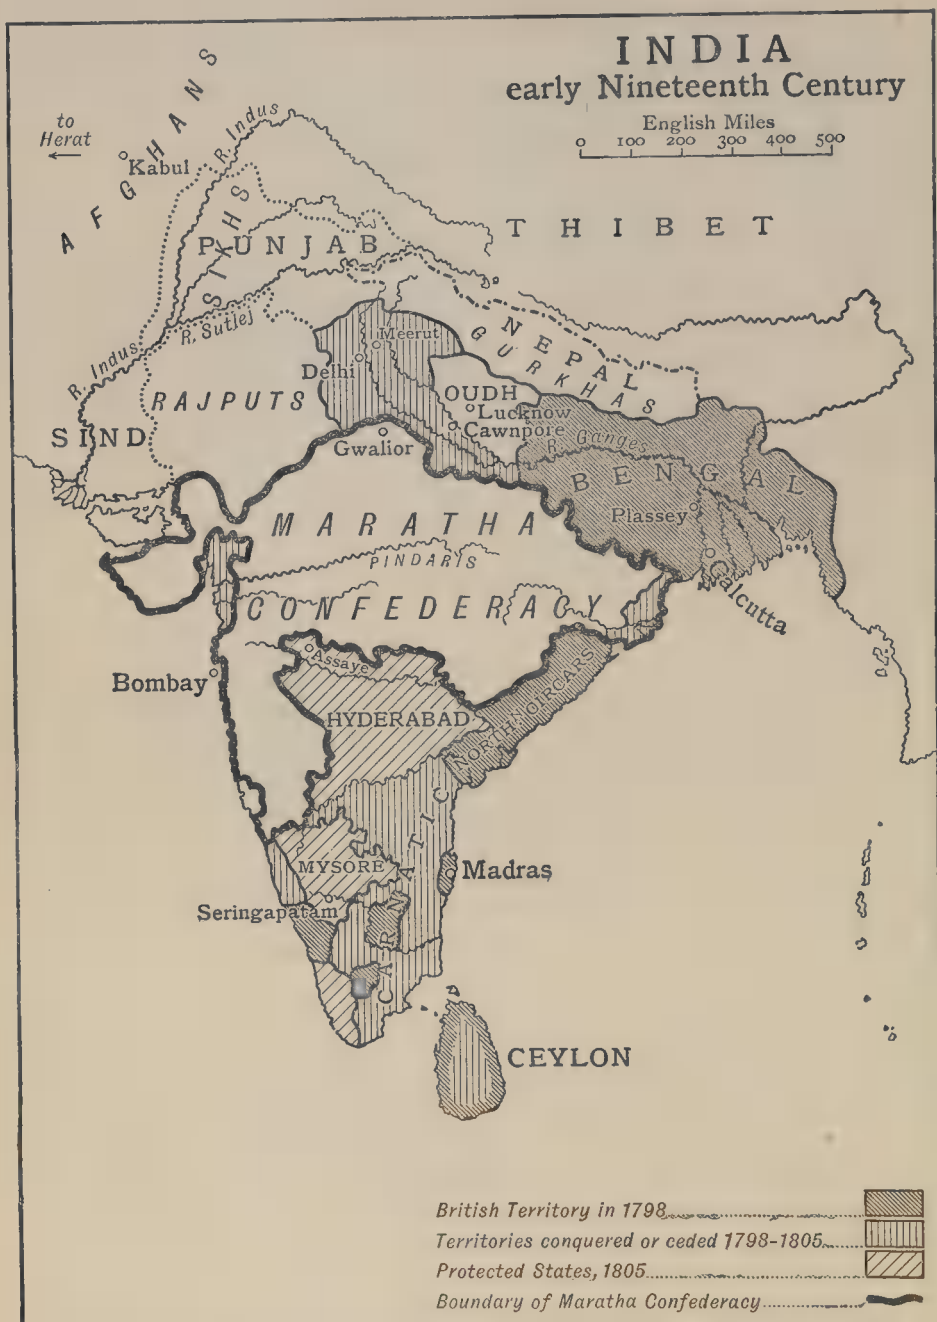 INDIA
early Nineteenth Century
English Miles
0 100 200 300 400 500
to
Herat
AFGHANS
Kabul
R. Indus
THIBET
PUNJAB
SIKHS
R. Sutlej
R. Indus
NEPAL
GURKHAS
Meerut
Delhi
RAJPUTS
OUDH
Lucknow
Cawnpore
SIND
Gwalior
R. Ganges
BENGAL
Plassey
MARATHA
PINDARIS
Calcutta
CONFEDERACY
Assaye
Bombay
HYDERABAD
NORTH CIRCARS
CARNATIC
MYSORE
Madras
Seringapatam
CEYLON
British Territory in 1798
Territories conquered or ceded 1798-1805
Protected States, 1805
Boundary of Maratha Confederacy